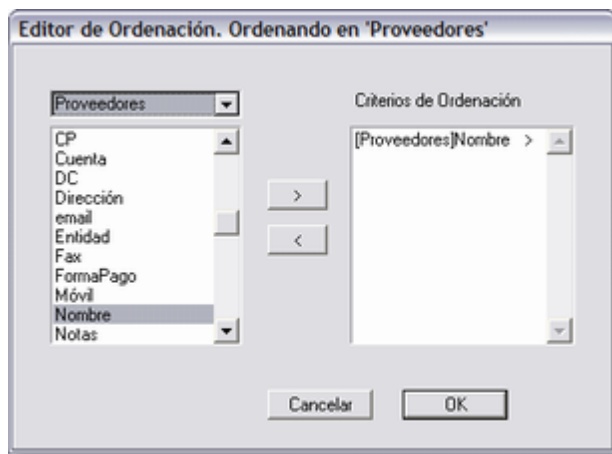 Editor de Ordenación. Ordenando en 'Proveedores'
Proveedores
Criterios de Ordenación
CP
Cuenta
DC
Dirección
email
Entidad
Fax
FormaPago
Móvil
Nombre
Notas
>
<
[Proveedores]Nombre >
Cancelar
OK